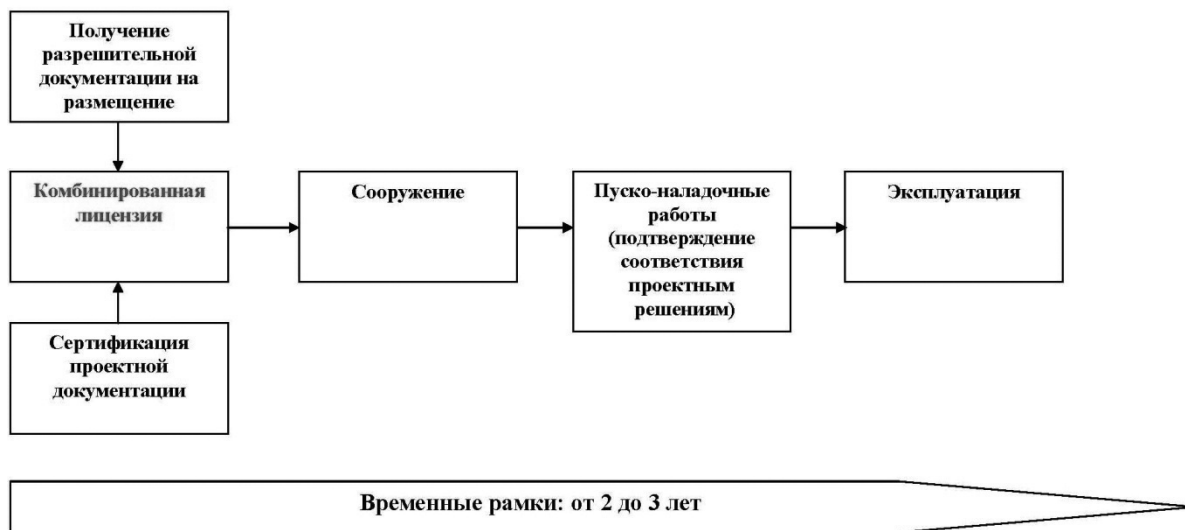 Получение
разрешительной
документации на
размещение
Комбинированная
лицензия
Сооружение
Пуско-наладочные
работы
(подтверждение
соответствия
проектным
решениям)
Эксплуатация
Сертификация
проектной
документации
Временные рамки: от 2 до 3 лет